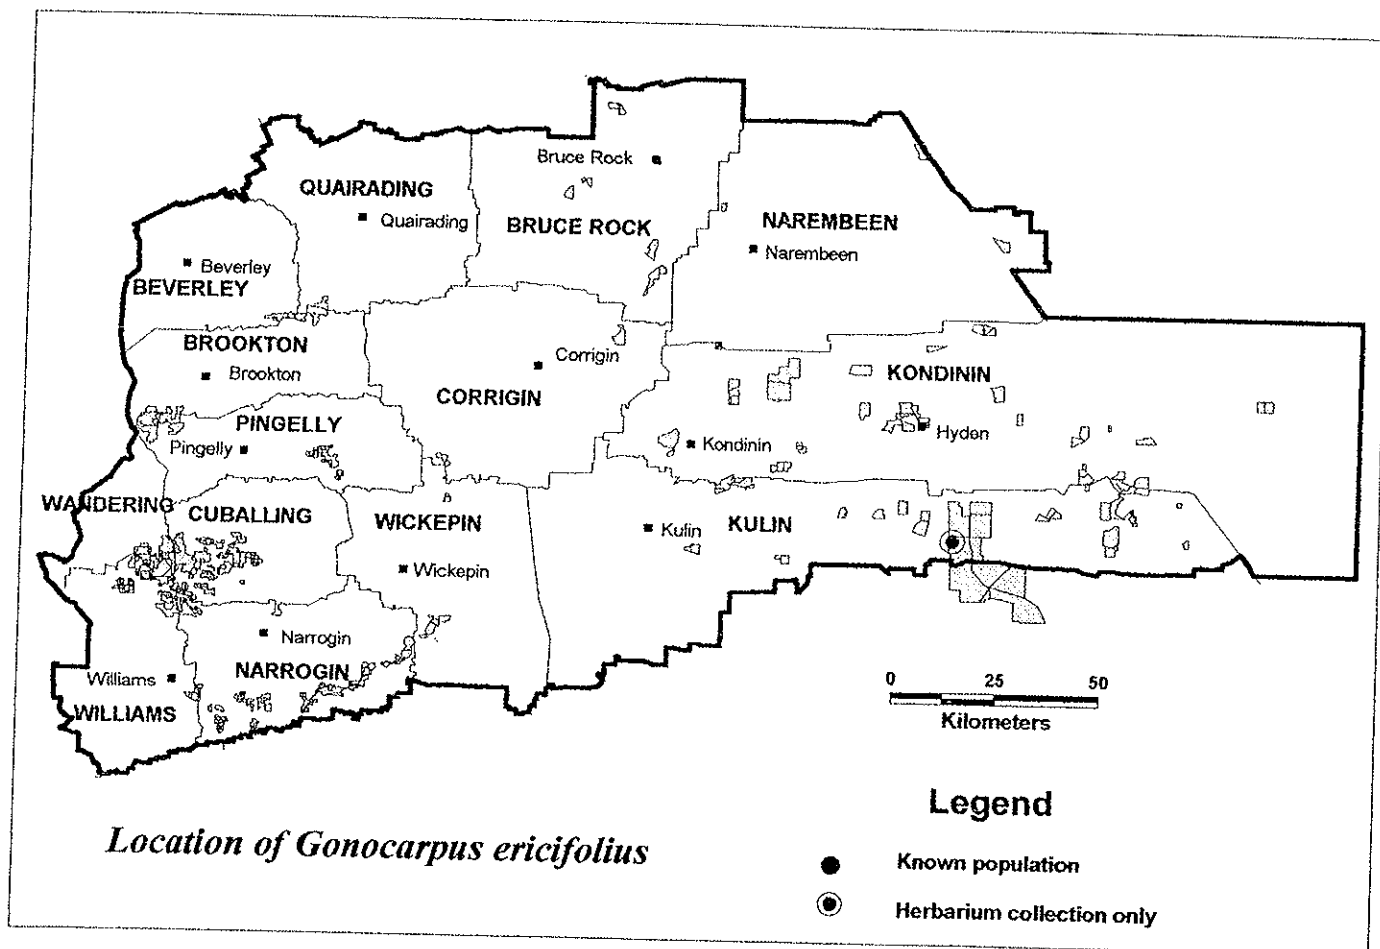 Bruce Rock
QUAIRADING
Quairading
BRUCE ROCK
NAREMBEEN
Narembeen
Beverley
BEVERLEY
BROOKTON
Brookton
Corrigin
CORRIGIN
KONDININ
PINGELLY
Pingelly
Kondinin
Hyden
WANDERING
CUBALLING
WICKEPIN
Kulin
KULIN
Wickepin
Narrogin
NARROGIN
Williams
WILLIAMS
0 25 50
Kilometers
Legend
Location of Gonocarpus ericifolius
Known population
Herbarium collection only